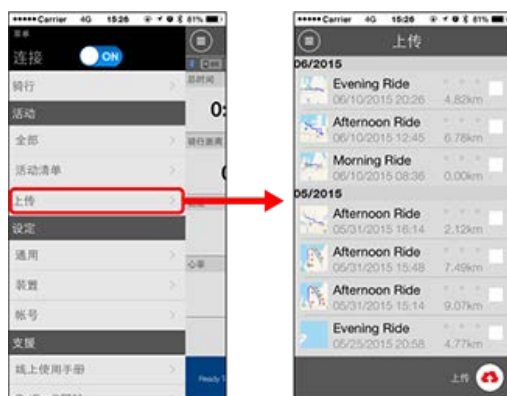 •••••Carrier 4G 15:26 81%
菜单
连接 ON
骑行
活动
全部
活动清单
上传
设定
通用
装置
帐号
支援
线上使用手册
总时间
0:
骑行距离
心率
Ready T
•••••Carrier 4G 15:26 81%
上传
06/2015
Evening Ride
06/10/2015 20:26 4.82km
Afternoon Ride
06/10/2015 12:45 6.78km
Morning Ride
06/10/2015 08:36 0.00km
05/2015
Afternoon Ride
05/31/2015 16:14 2.12km
Afternoon Ride
05/31/2015 15:48 7.49km
Afternoon Ride
05/31/2015 15:14 9.07km
Evening Ride
05/25/2015 20:58 4.77km
上传